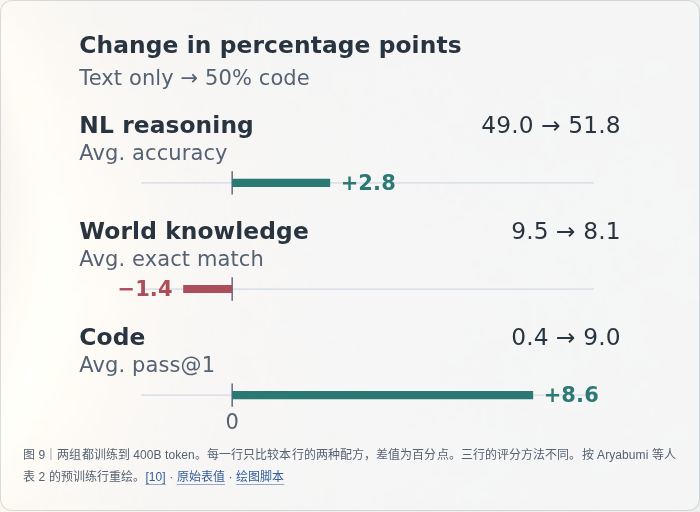 Change in percentage points
Text only → 50% code
NL reasoning
49.0 → 51.8
Avg. accuracy
+2.8
World knowledge
9.5 → 8.1
Avg. exact match
−1.4
Code
0.4 → 9.0
Avg. pass@1
+8.6
0
图 9｜两组都训练到 400B token。每一行只比较本行的两种配方，差值为百分点。三行的评分方法不同。按 Aryabumi 等人
表 2 的预训练行重绘。[10] · 原始表值 · 绘图脚本